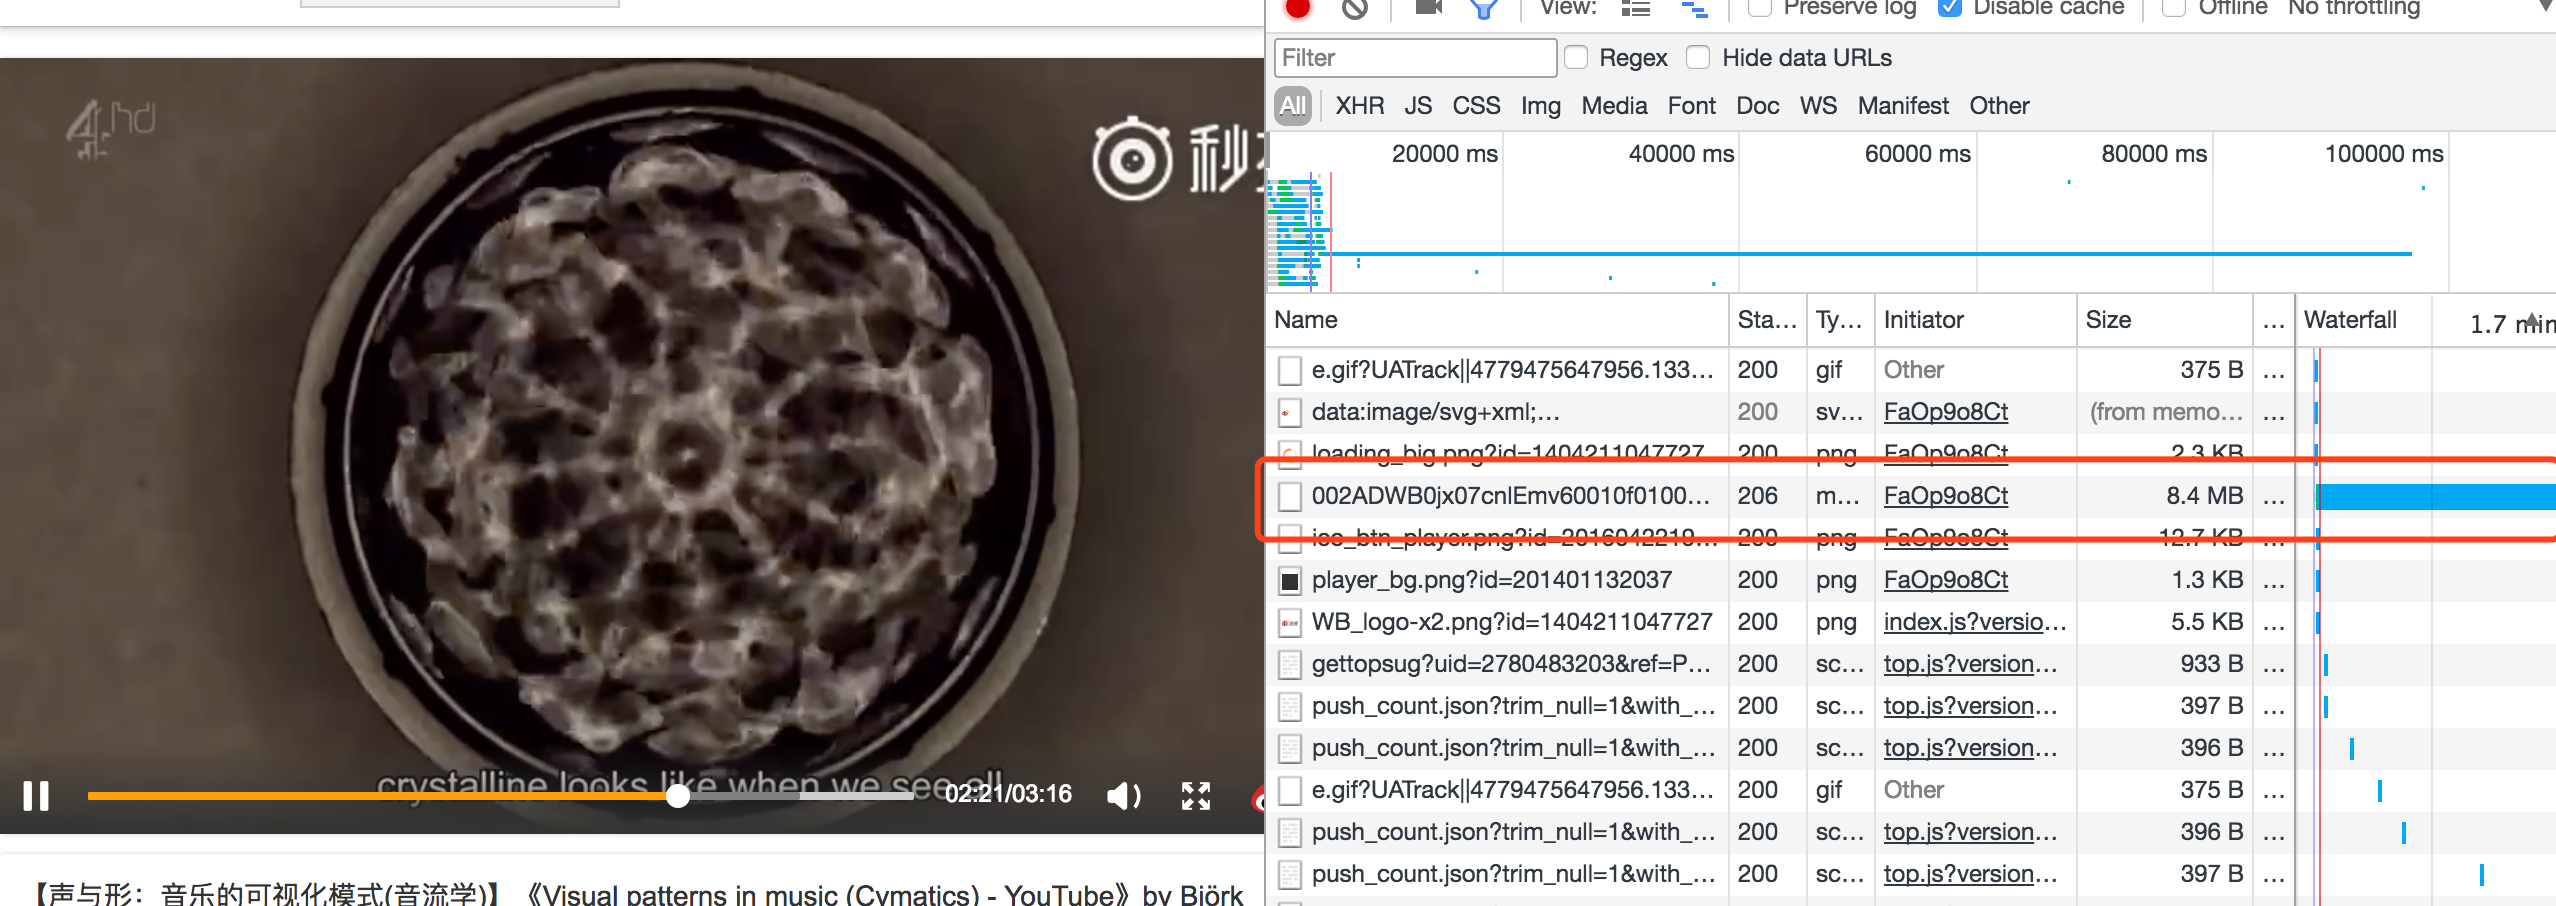 4hd
秒
crystalline looks like when we see all
02:21/03:16
【声与形：音乐的可视化模式(音流学)】《Visual patterns in music (Cymatics) - YouTube》by Björk
View:
Preserve log
Disable cache
Offline
No throttling
Filter
Regex
Hide data URLs
All XHR JS CSS Img Media Font Doc WS Manifest Other
20000 ms 40000 ms 60000 ms 80000 ms 100000 ms
Name Sta... Ty... Initiator Size ... Waterfall 1.7 min
e.gif?UATrack||4779475647956.133... 200 gif Other 375 B ...
data:image/svg+xml;... 200 sv... FaOp9o8Ct (from memo... ...
loading_big.png?id=1404211047727 200 png FaOp9o8Ct 2.3 KB
002ADWB0jx07cnlEmv60010f0100... 206 m... FaOp9o8Ct 8.4 MB ...
ico_btn_player.png?id=2016042219... 200 png FaOp9o8Ct 12.7 KB ...
player_bg.png?id=201401132037 200 png FaOp9o8Ct 1.3 KB ...
WB_logo-x2.png?id=1404211047727 200 png index.js?versio... 5.5 KB ...
gettopsug?uid=2780483203&ref=P... 200 sc... top.js?version... 933 B ...
push_count.json?trim_null=1&with_... 200 sc... top.js?version... 397 B ...
push_count.json?trim_null=1&with_... 200 sc... top.js?version... 396 B ...
e.gif?UATrack||4779475647956.133... 200 gif Other 375 B ...
push_count.json?trim_null=1&with_... 200 sc... top.js?version... 396 B ...
push_count.json?trim_null=1&with_... 200 sc... top.js?version... 397 B ...